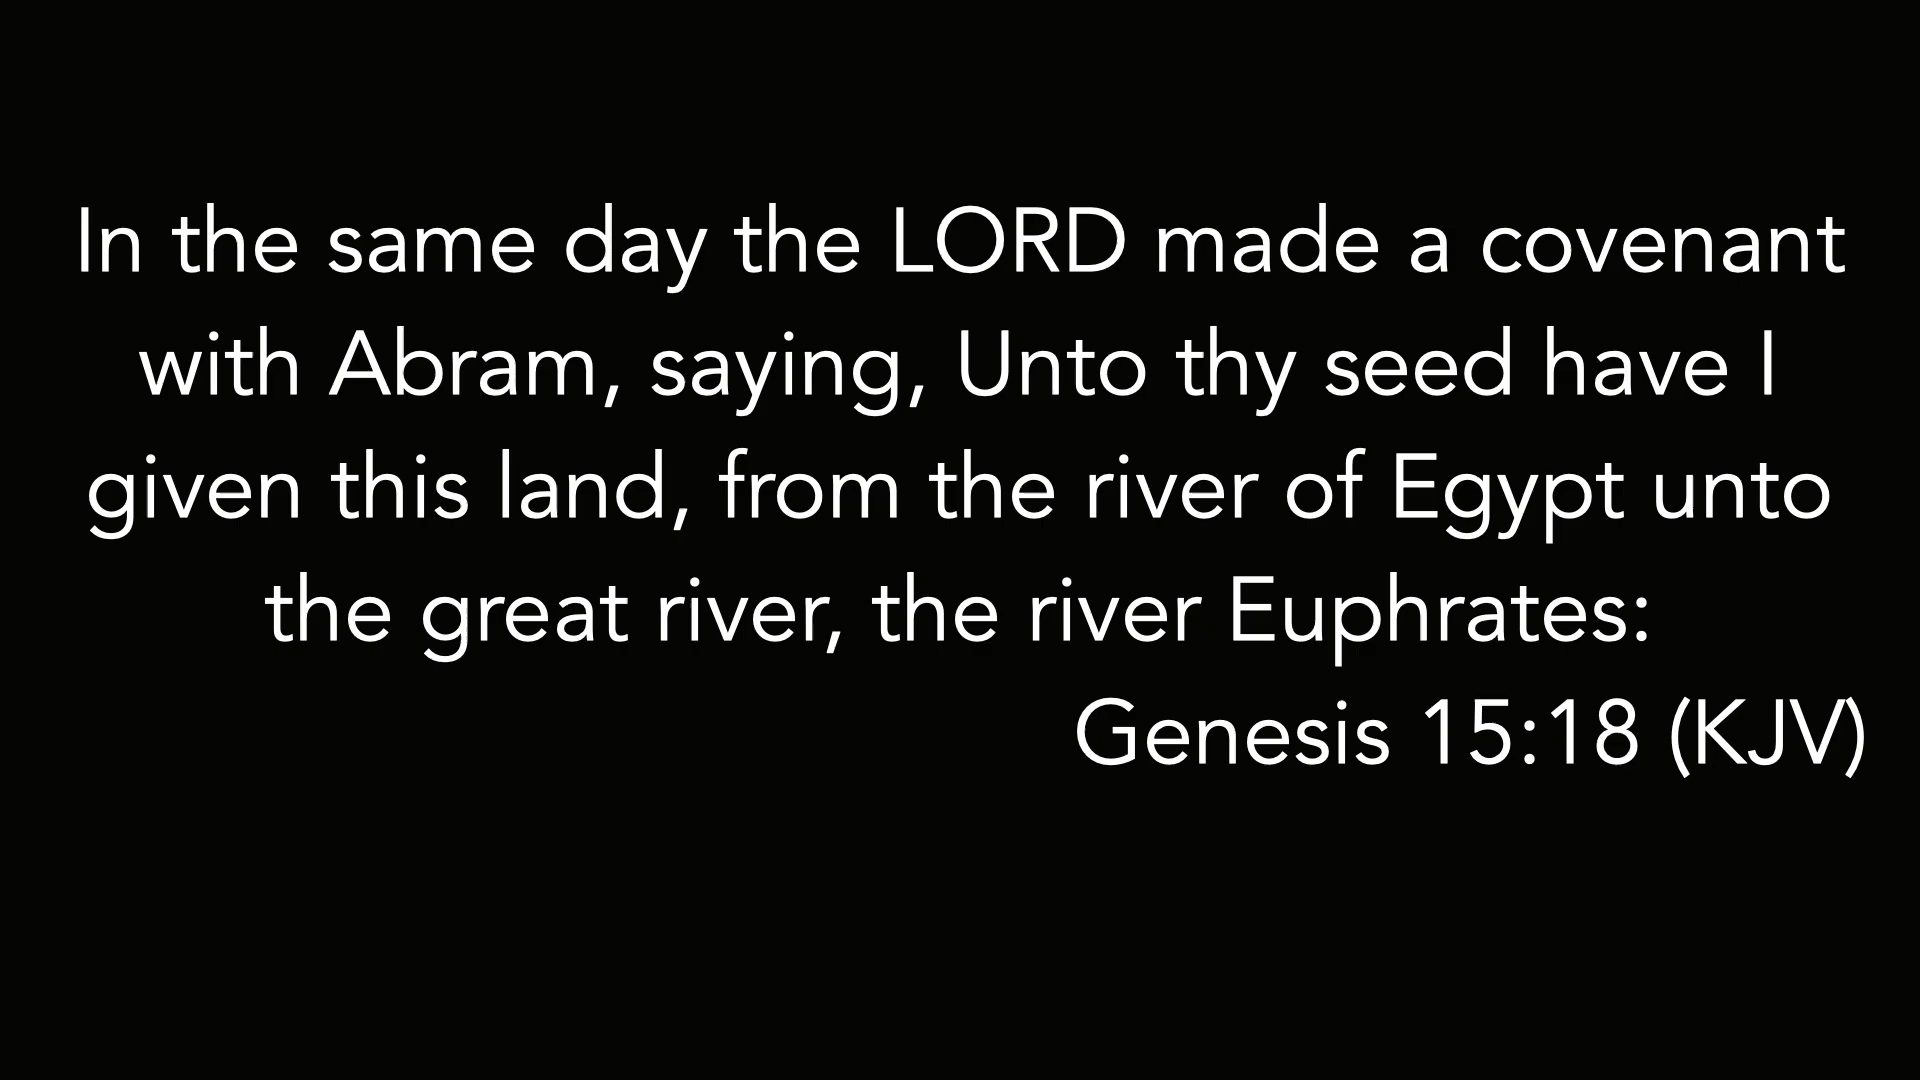 In the same day the LORD made a covenant
with Abram, saying, Unto thy seed have I
given this land, from the river of Egypt unto
the great river, the river Euphrates:
Genesis 15:18 (KJV)